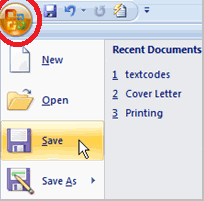 Recent Documents
New
1 textcodes
Open
2 Cover Letter
3 Printing
Save
Save As